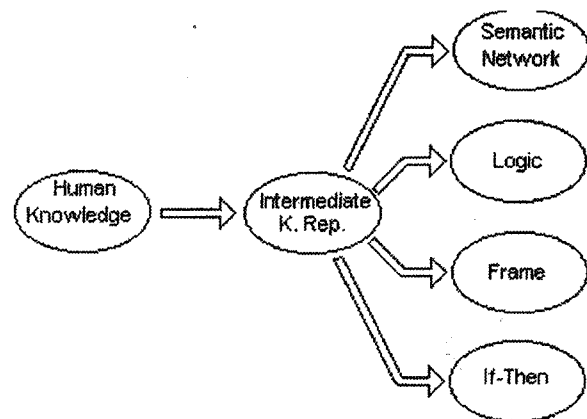 Semantic
Network
Logic
Human
Knowledge
Intermediate
K. Rep.
Frame
If-Then